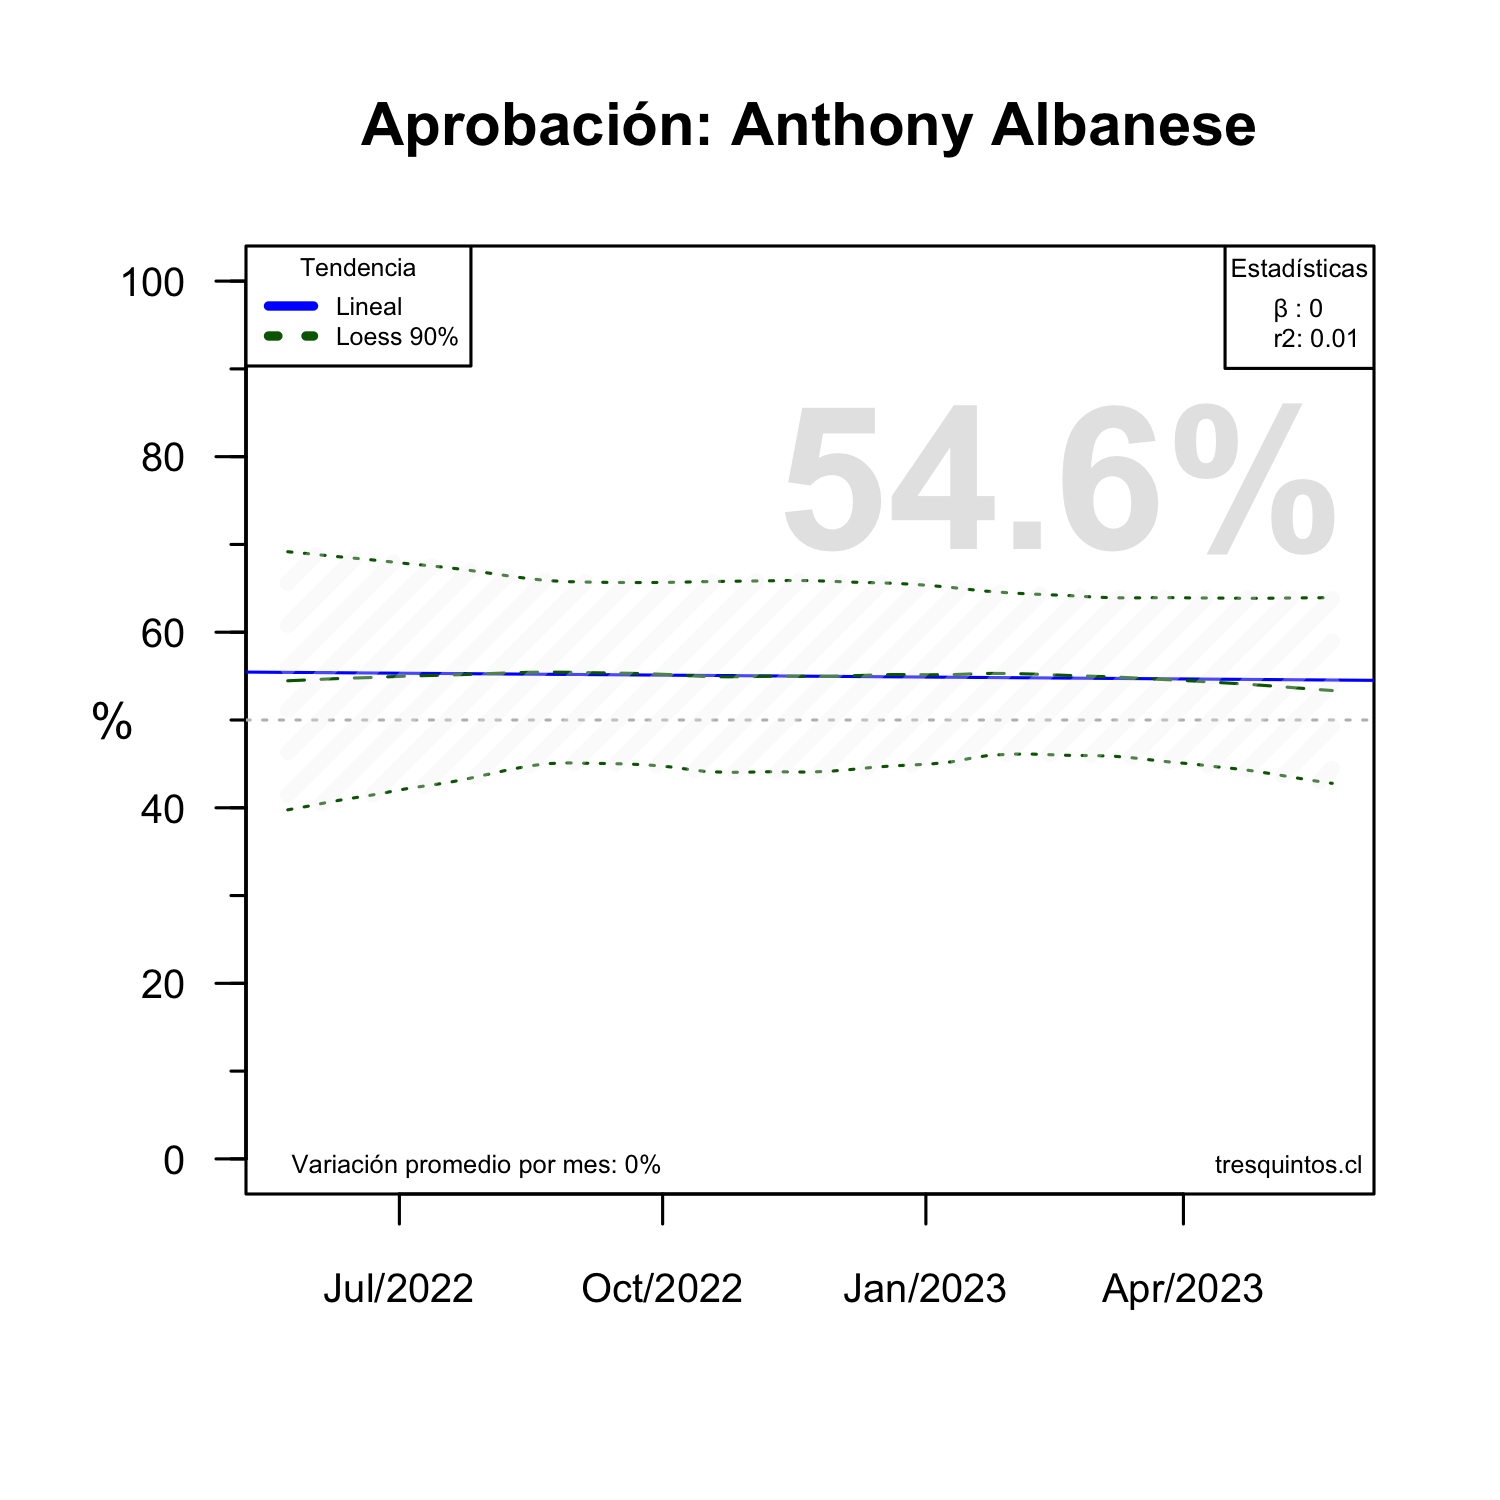 Aprobación: Anthony Albanese
Tendencia
Lineal
Loess 90%
Estadísticas
β : 0
r2: 0.01
54.6%
100
80
60
%
40
20
0
Variación promedio por mes: 0%
tresquintos.cl
Jul/2022 Oct/2022 Jan/2023 Apr/2023